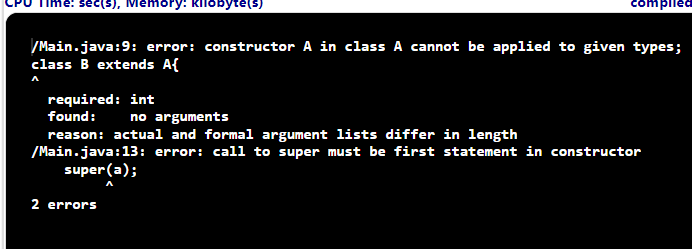 CPU Time: sec(s), Memory: kilobyte(s) compiled
/Main.java:9: error: constructor A in class A cannot be applied to given types;
class B extends A{
^
required: int
found: no arguments
reason: actual and formal argument lists differ in length
/Main.java:13: error: call to super must be first statement in constructor
super(a);
^
2 errors